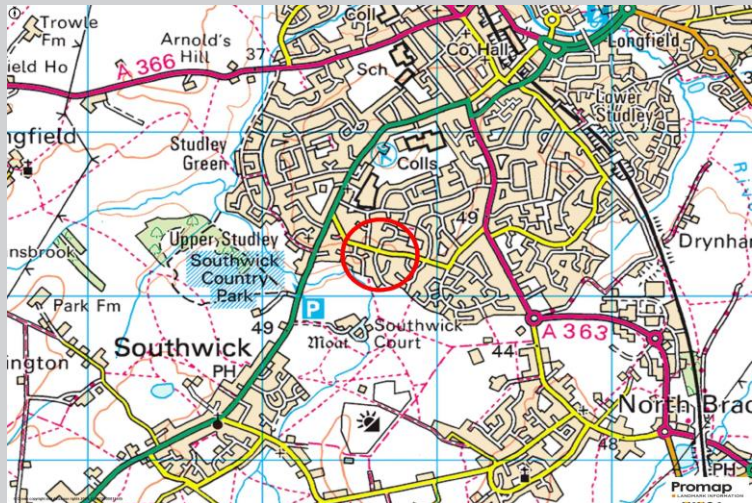 Trowle
Fm
Coll
Arnold's
Hill
37
Co Hall
Longfield
ield Ho
A 366
Sch
Lower
Studley
ngfield
Studley
Green
Colls
49
Upper Studley
Southwick
Country
Park
nsbrook
Drynham
Park Fm
P
49
Southwick
Court
Moat
A 363
Southwick
ington
PH
44
North Brad
48
PH
Promap
LANDMARK INFORMATION